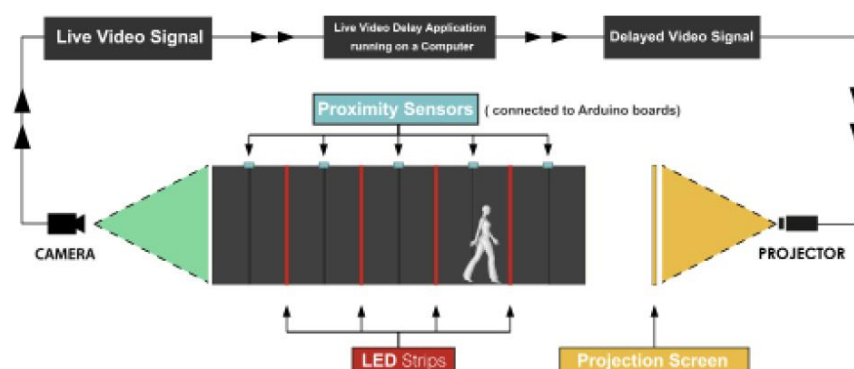 Live Video Signal
Live Video Delay Application
running on a Computer
Delayed Video Signal
Proximity Sensors
( connected to Arduino boards)
CAMERA
PROJECTOR
LED Strips
Projection Screen